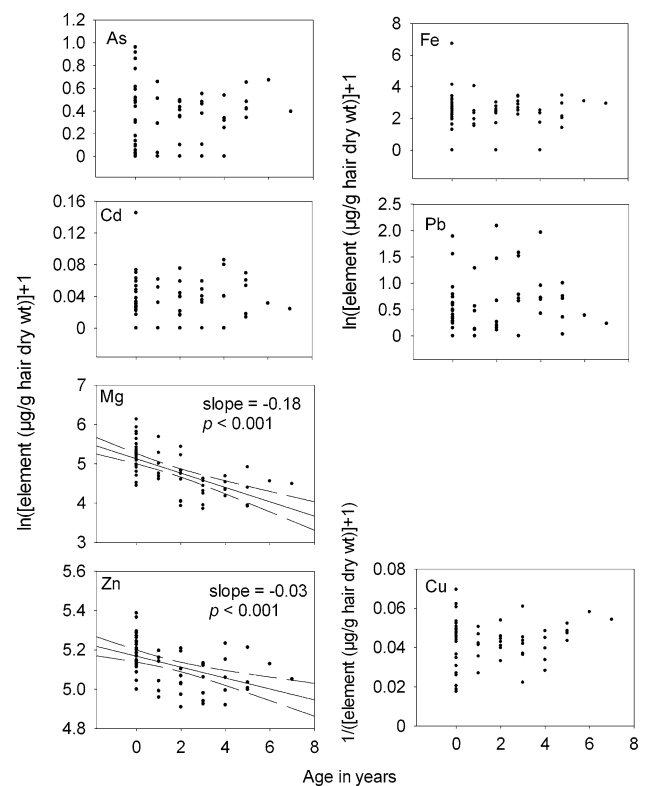 As
1.2
1.0
0.8
0.6
0.4
0.2
0
Fe
8
6
4
2
0
Cd
0.16
0.12
0.08
0.04
0
Pb
2.5
2.0
1.5
1.0
0.5
0
ln([element (µg/g hair dry wt)]+1
ln([element (µg/g hair dry wt)]+1
Mg
slope = -0.18
p < 0.001
7
6
5
4
3
Zn
slope = -0.03
p < 0.001
5.6
5.4
5.2
5.0
4.8
0 2 4 6 8
1/([element (µg/g hair dry wt)]+1)
Cu
0.08
0.06
0.04
0.02
0
0 2 4 6 8
Age in years